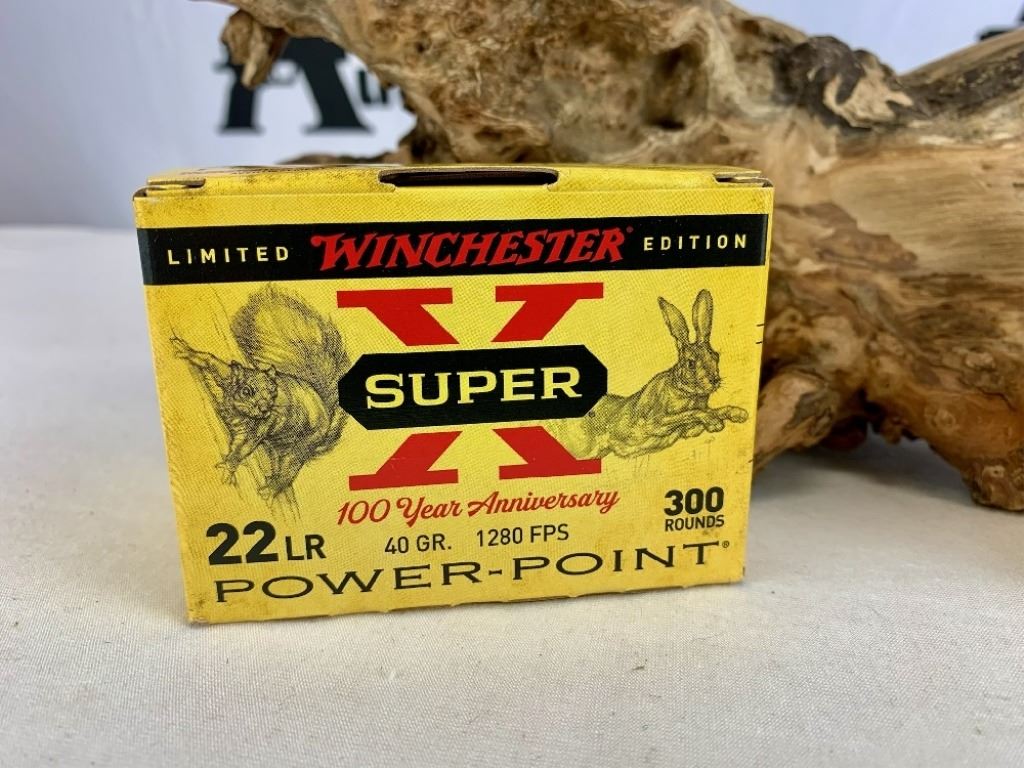 LIMITED WINCHESTER® EDITION
X
SUPER
100 Year Anniversary
300
ROUNDS
22 LR 40 GR. 1280 FPS
POWER-POINT®